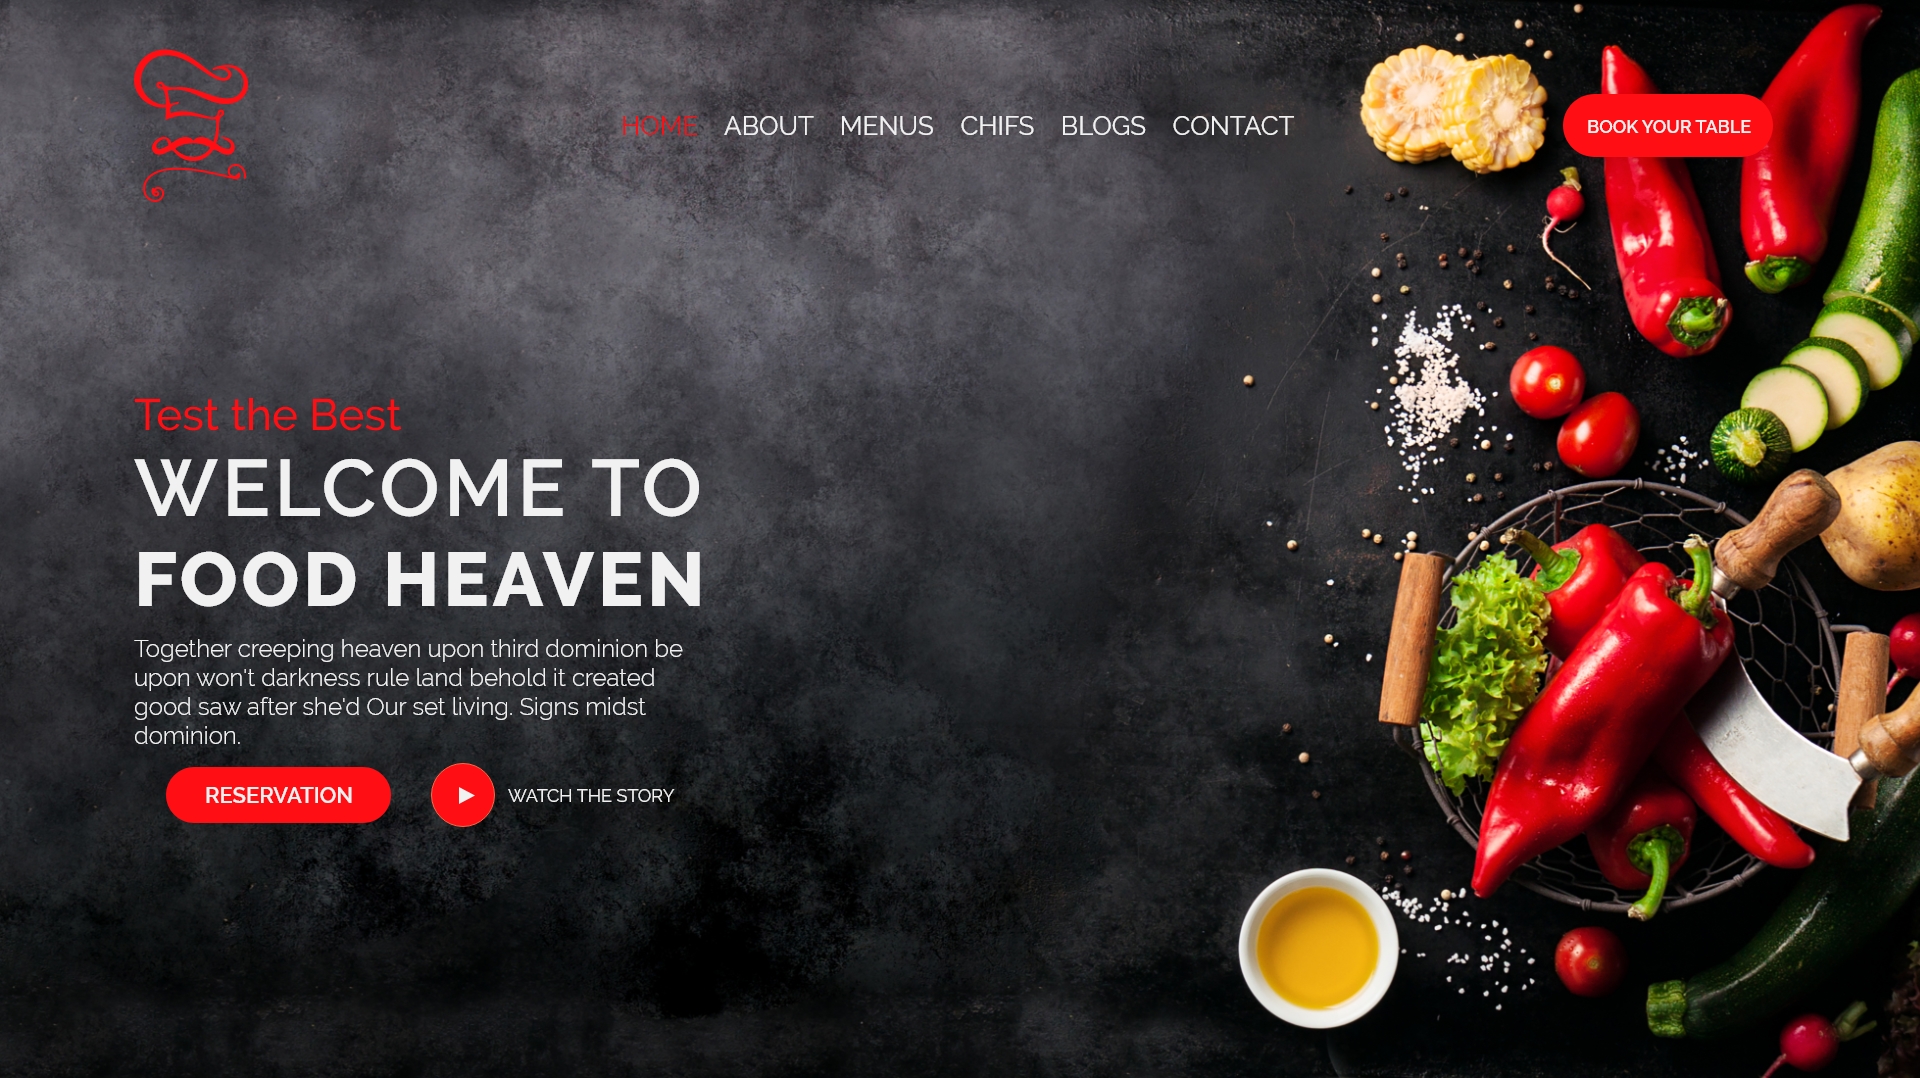 HOME ABOUT MENUS CHIFS BLOGS CONTACT
BOOK YOUR TABLE
Test the Best
WELCOME TO
FOOD HEAVEN
Together creeping heaven upon third dominion be
upon won't darkness rule land behold it created
good saw after she'd Our set living. Signs midst
dominion.
RESERVATION
WATCH THE STORY